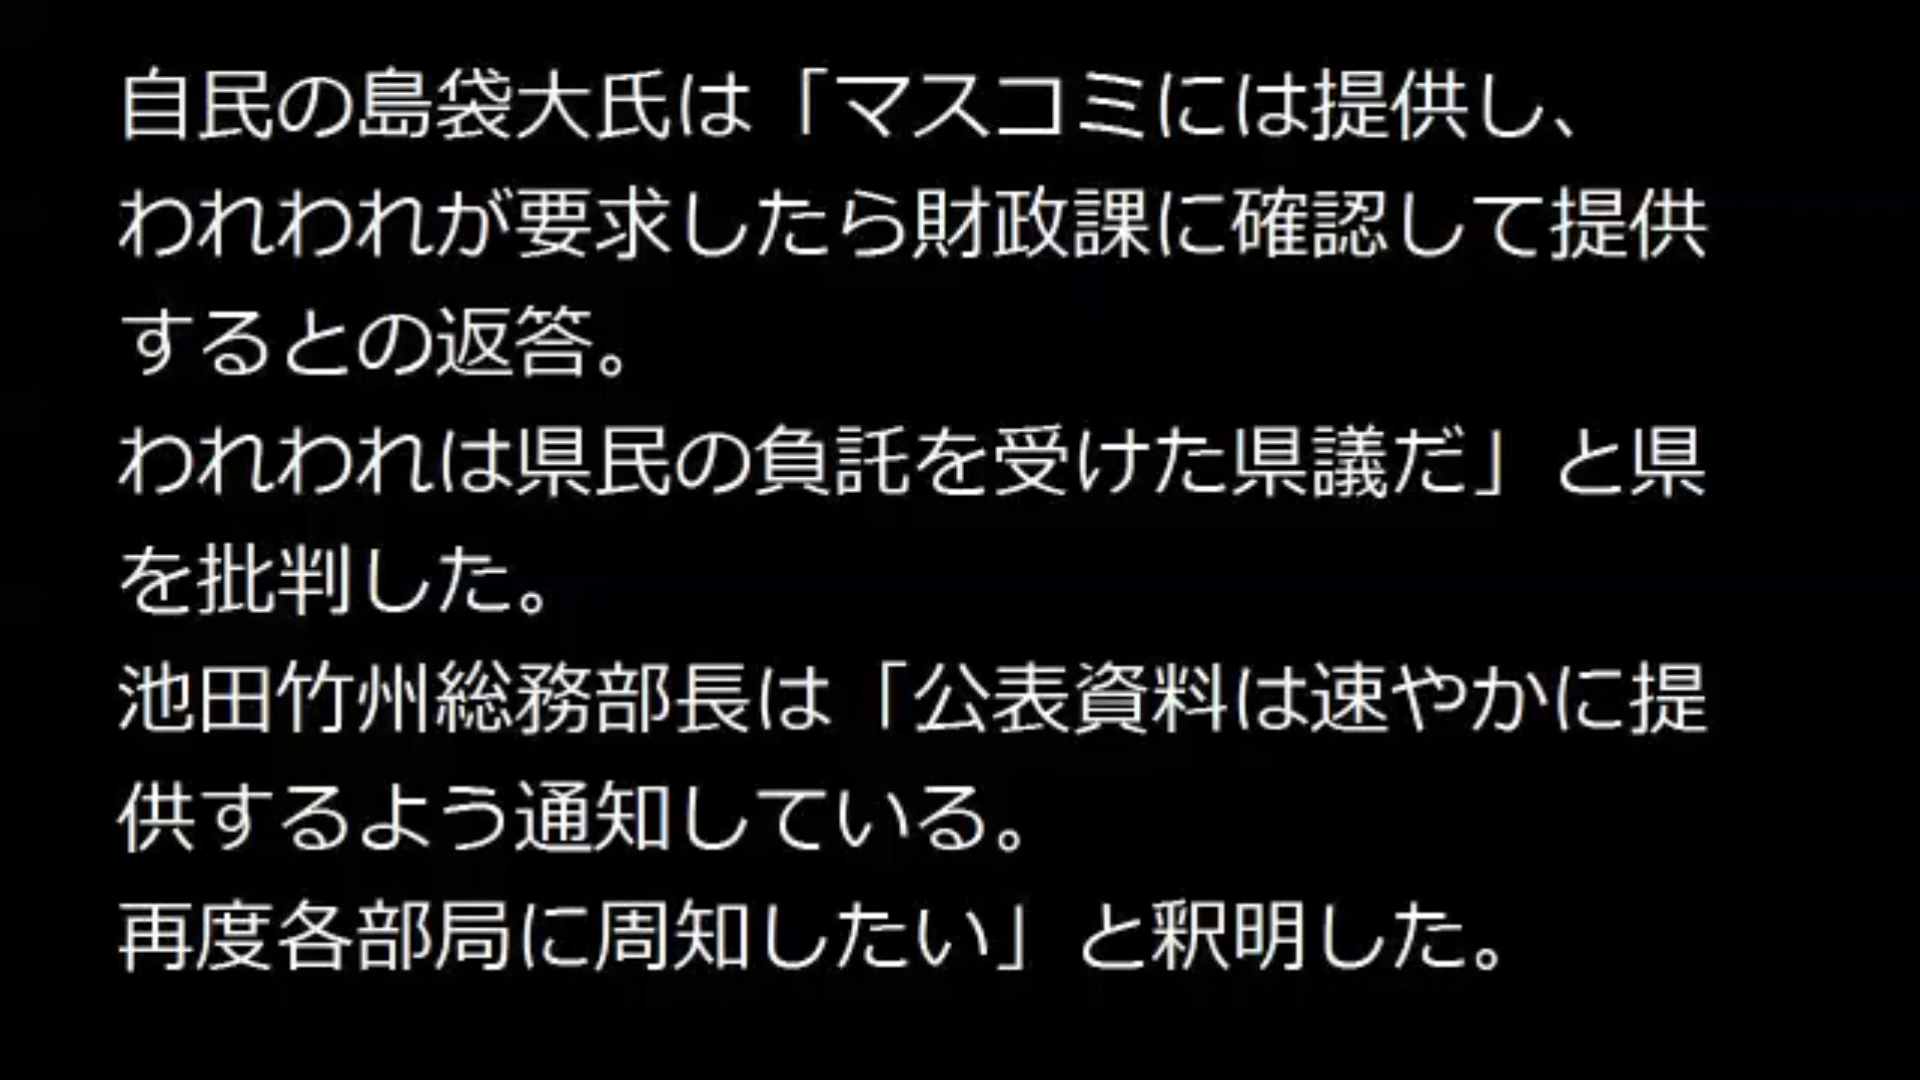 自民の島袋大氏は「マスコミには提供し、
われわれが要求したら財政課に確認して提供
するとの返答。
われわれは県民の負託を受けた県議だ」と県
を批判した。
池田竹州総務部長は「公表資料は速やかに提
供するよう通知している。
再度各部局に周知したい」と釈明した。